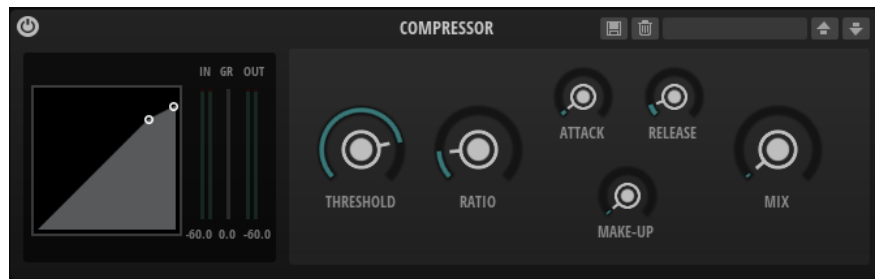 COMPRESSOR
IN GR OUT
-60.0 0.0 -60.0
THRESHOLD
RATIO
ATTACK
RELEASE
MAKE-UP
MIX